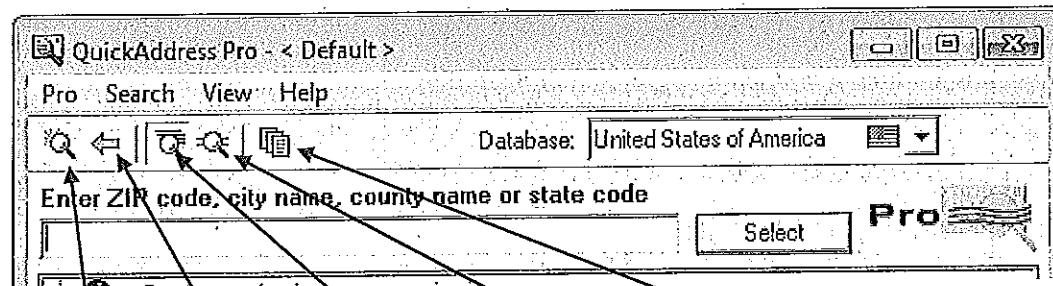 QuickAddress Pro - < Default >
Pro Search View Help
Database: United States of America
Enter ZIP code, city name, county name or state code
Select
Pro